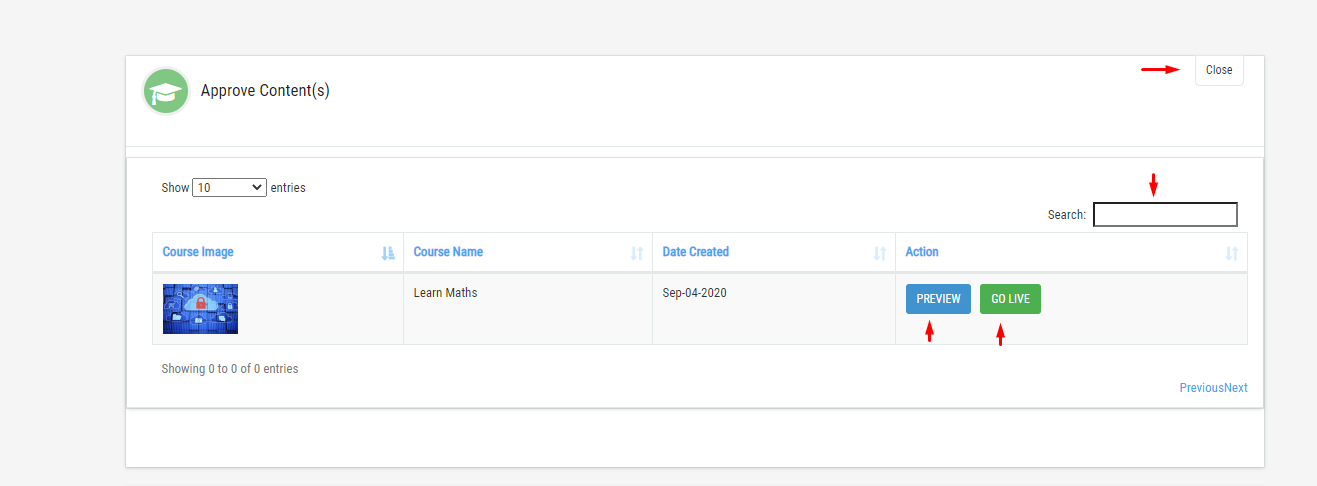 Close
Approve Content(s)
Show 10 entries
Search:
Course Image Course Name Date Created Action
Learn Maths Sep-04-2020 PREVIEW GO LIVE
Showing 0 to 0 of 0 entries
PreviousNext